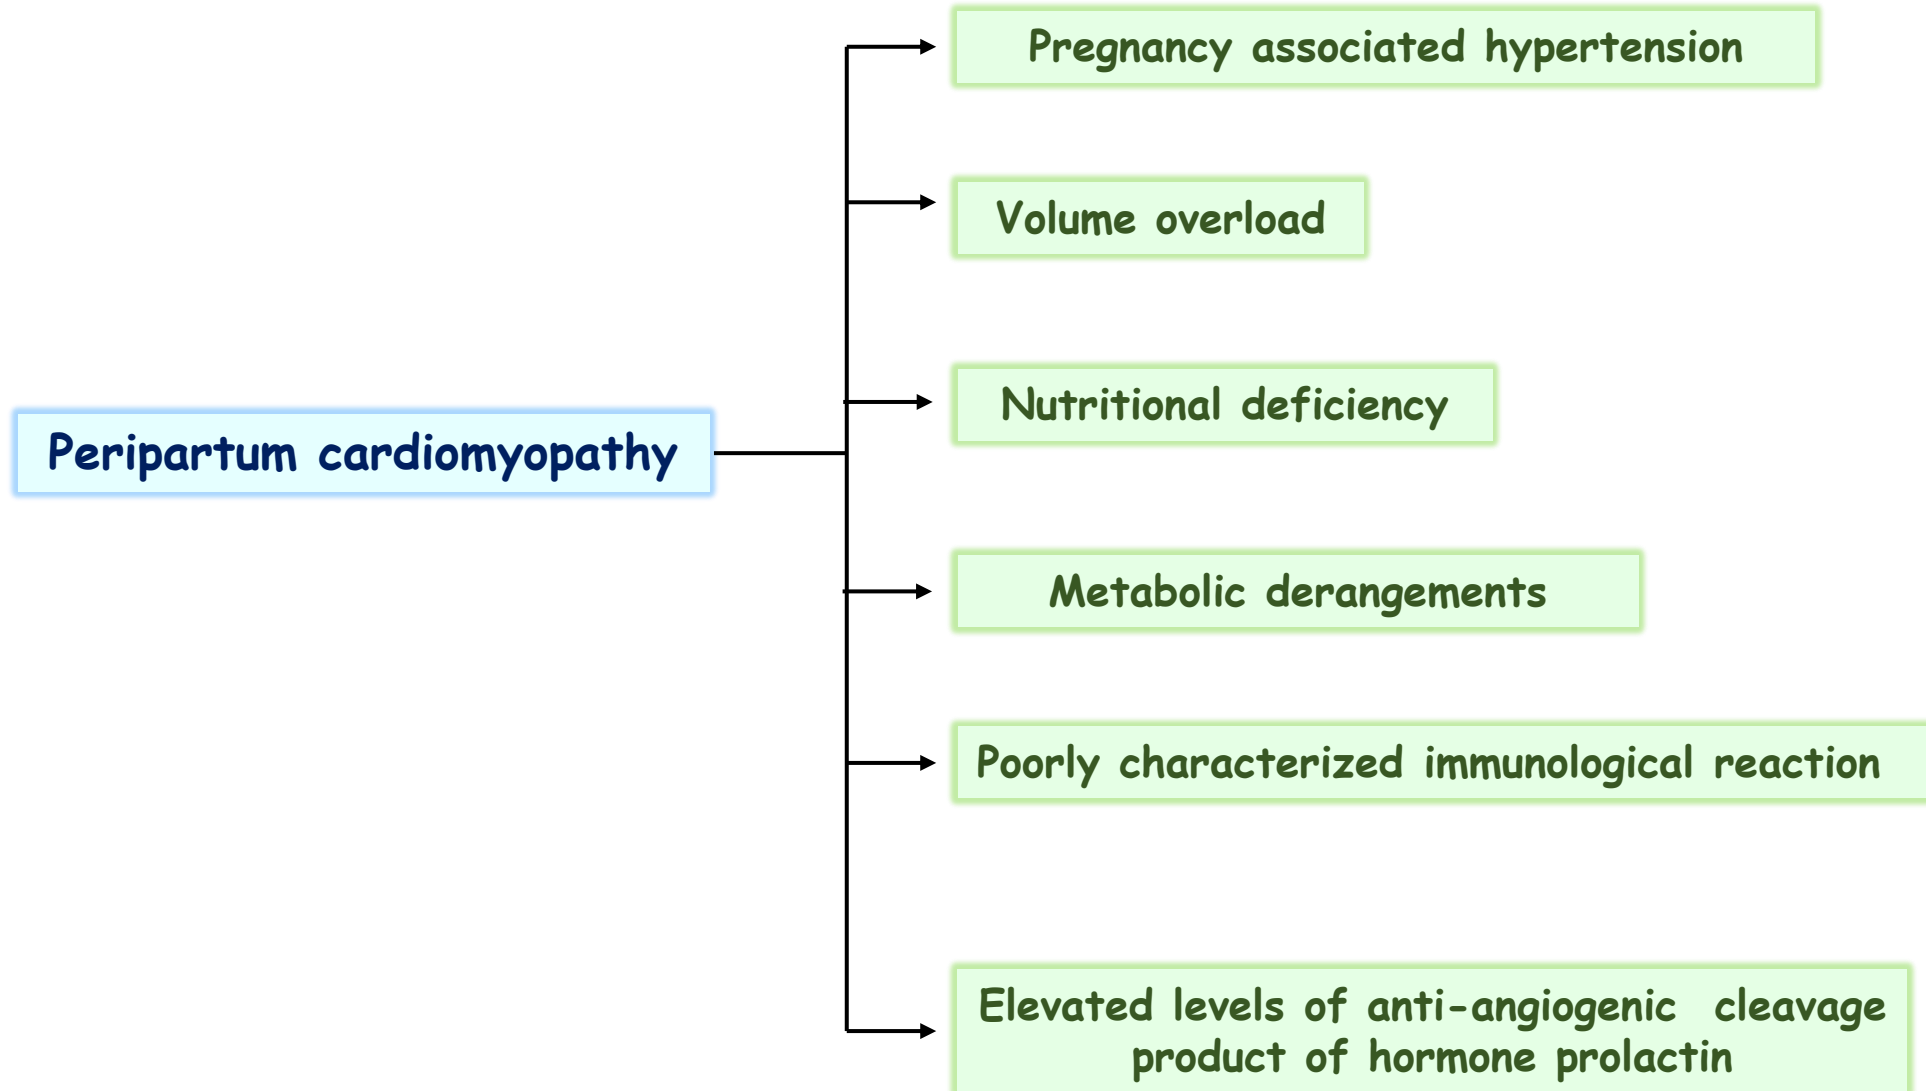 Pregnancy associated hypertension
Volume overload
Nutritional deficiency
Peripartum cardiomyopathy
Metabolic derangements
Poorly characterized immunological reaction
Elevated levels of anti-angiogenic cleavage
product of hormone prolactin